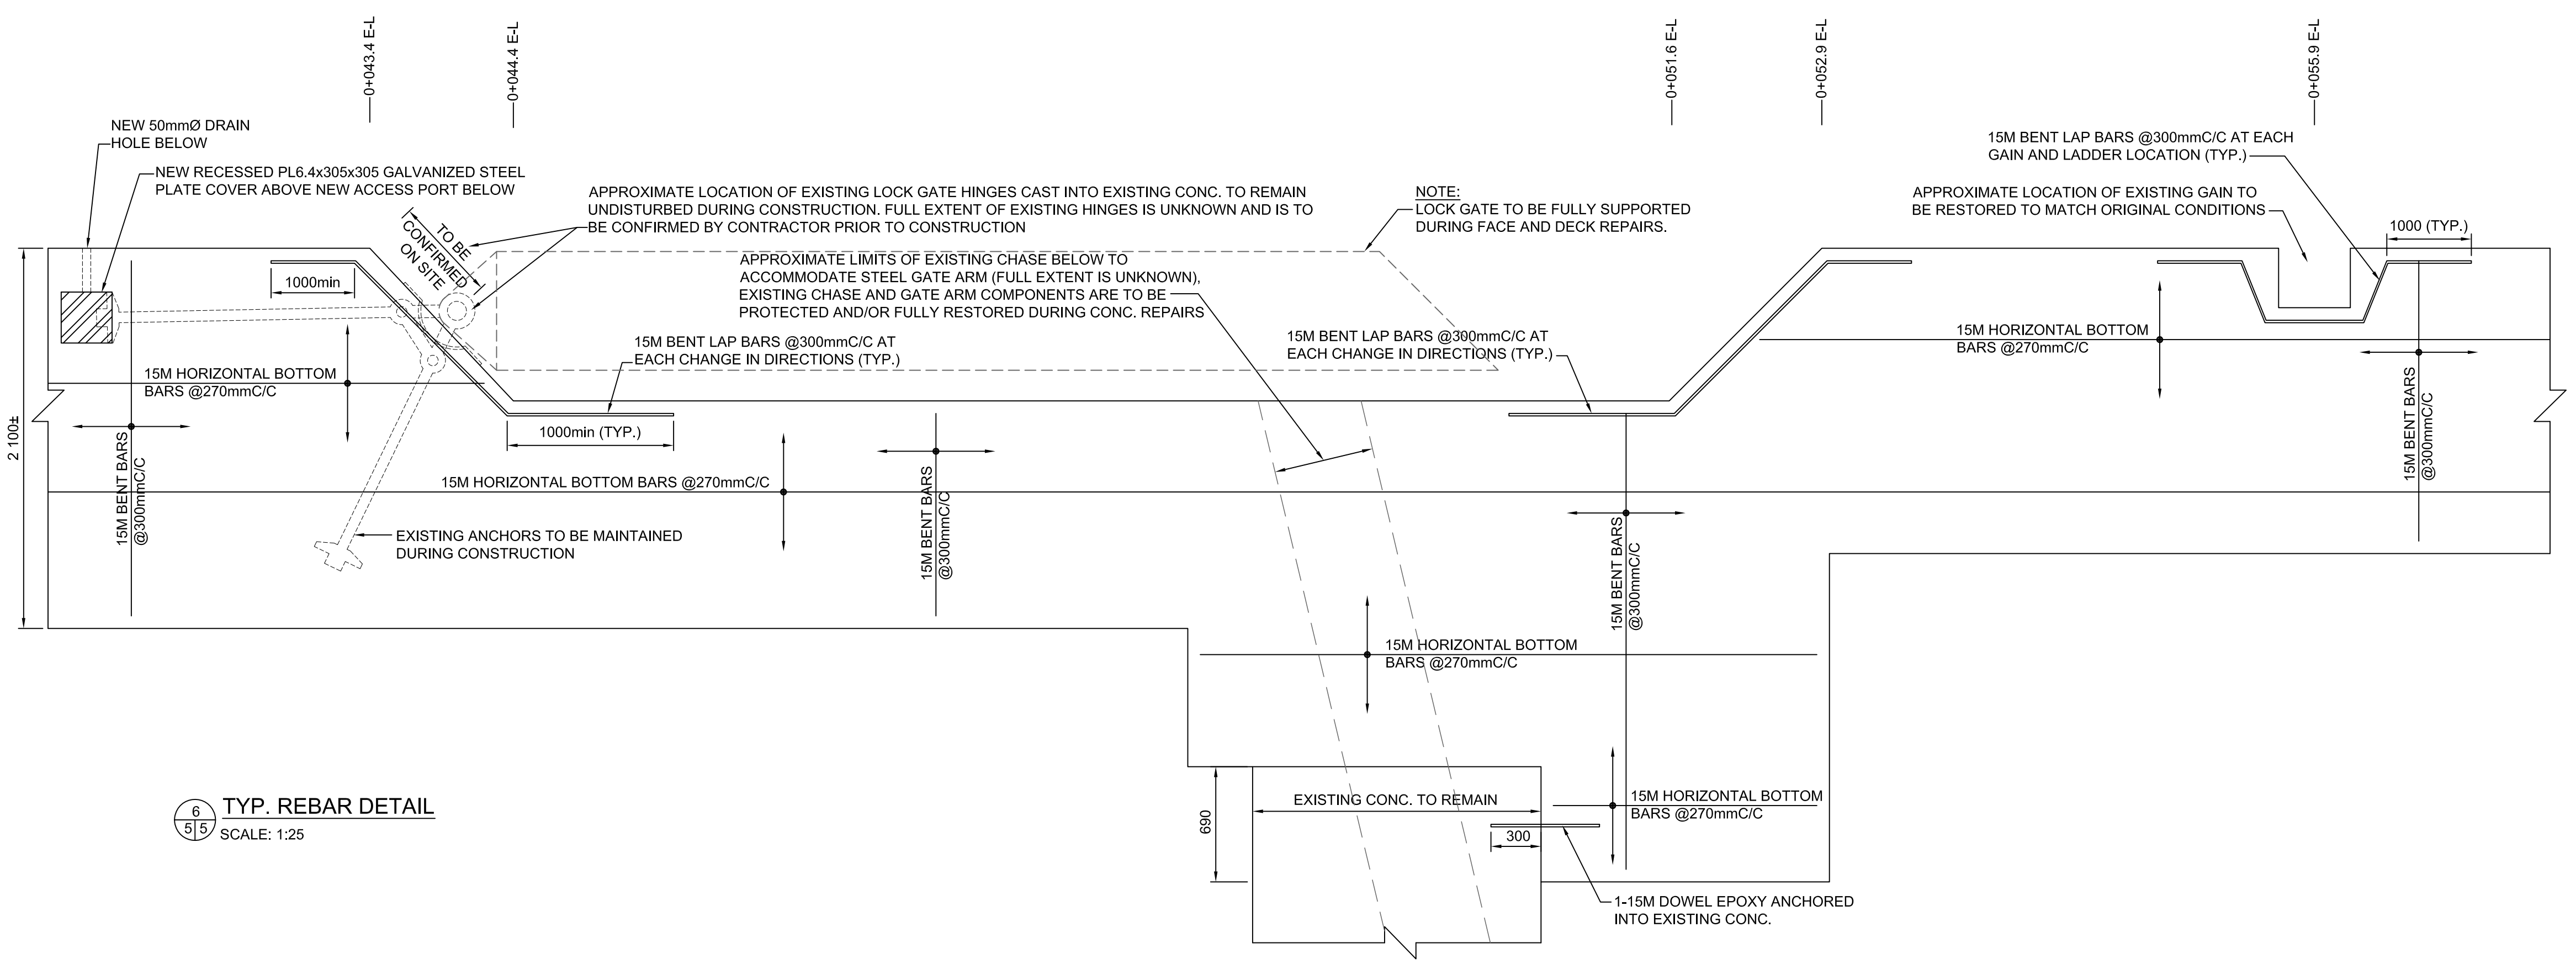 0+043.4 E-L
0+044.4 E-L
0+051.6 E-L
0+052.9 E-L
0+055.9 E-L
NEW 50mmØ DRAIN
HOLE BELOW
NEW RECESSED PL6.4x305x305 GALVANIZED STEEL
PLATE COVER ABOVE NEW ACCESS PORT BELOW
APPROXIMATE LOCATION OF EXISTING LOCK GATE HINGES CAST INTO EXISTING CONC. TO REMAIN
UNDISTURBED DURING CONSTRUCTION. FULL EXTENT OF EXISTING HINGES IS UNKNOWN AND IS TO
BE CONFIRMED BY CONTRACTOR PRIOR TO CONSTRUCTION
NOTE:
LOCK GATE TO BE FULLY SUPPORTED
DURING FACE AND DECK REPAIRS.
15M BENT LAP BARS @300mmC/C AT EACH
GAIN AND LADDER LOCATION (TYP.)
APPROXIMATE LOCATION OF EXISTING GAIN TO
BE RESTORED TO MATCH ORIGINAL CONDITIONS
1000 (TYP.)
TO BE
CONFIRMED
ON SITE
1000min
APPROXIMATE LIMITS OF EXISTING CHASE BELOW TO
ACCOMMODATE STEEL GATE ARM (FULL EXTENT IS UNKNOWN),
EXISTING CHASE AND GATE ARM COMPONENTS ARE TO BE
PROTECTED AND/OR FULLY RESTORED DURING CONC. REPAIRS
15M BENT LAP BARS @300mmC/C AT
EACH CHANGE IN DIRECTIONS (TYP.)
15M BENT LAP BARS @300mmC/C AT
EACH CHANGE IN DIRECTIONS (TYP.)
15M HORIZONTAL BOTTOM
BARS @270mmC/C
15M HORIZONTAL BOTTOM
BARS @270mmC/C
2 100±
15M BENT BARS
@300mmC/C
1000min (TYP.)
15M HORIZONTAL BOTTOM BARS @270mmC/C
15M BENT BARS
@300mmC/C
15M BENT BARS
@300mmC/C
15M BENT BARS
@300mmC/C
EXISTING ANCHORS TO BE MAINTAINED
DURING CONSTRUCTION
15M HORIZONTAL BOTTOM
BARS @270mmC/C
690
EXISTING CONC. TO REMAIN
15M HORIZONTAL BOTTOM
BARS @270mmC/C
300
1-15M DOWEL EPOXY ANCHORED
INTO EXISTING CONC.
6
5 5
TYP. REBAR DETAIL
SCALE: 1:25